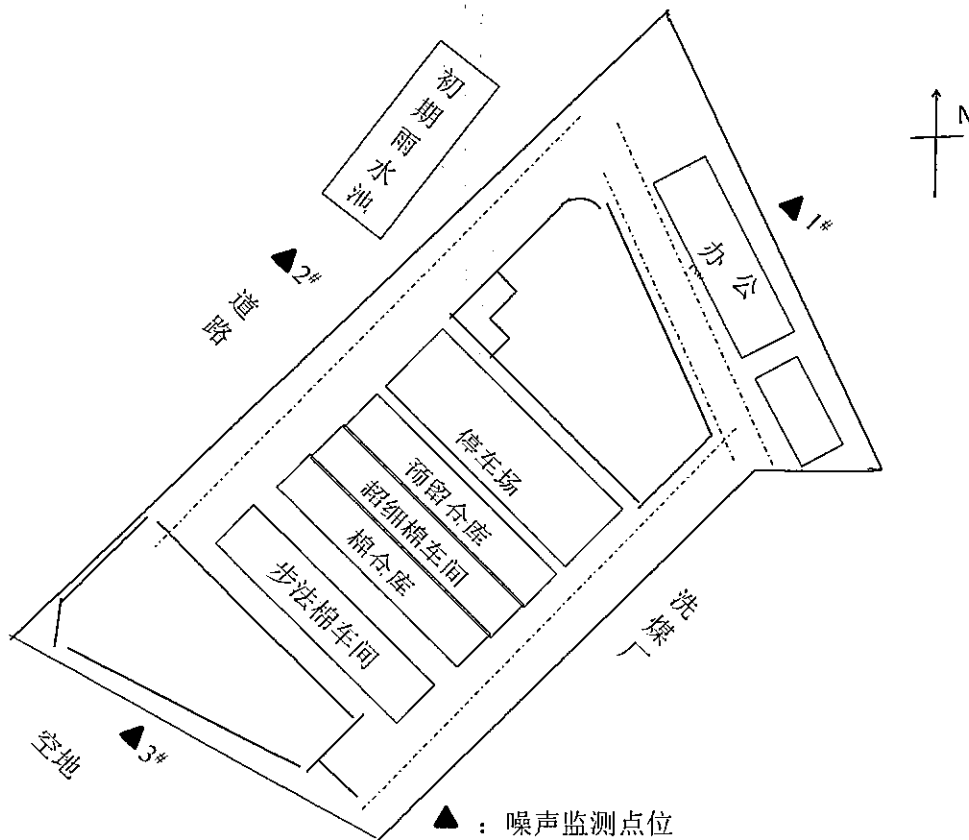 初期雨水池
N
1#
办公
2#
道路
停车场
预留仓库
超细棉车间
棉仓库
步法棉车间
洗煤厂
3#
空地
▲：噪声监测点位